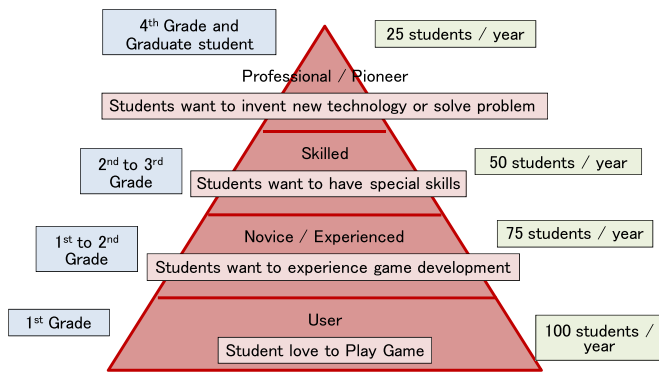 4th Grade and
Graduate student
25 students / year
Professional / Pioneer
Students want to invent new technology or solve problem
Skilled
2nd to 3rd
Grade
50 students / year
Students want to have special skills
Novice / Experienced
75 students / year
1st to 2nd
Grade
Students want to experience game development
1st Grade
User
100 students /
year
Student love to Play Game